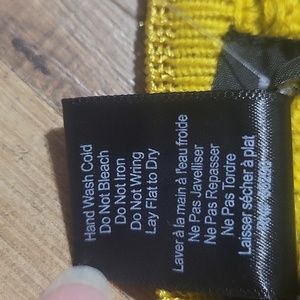 Hand Wash Cold
Do Not Bleach
Do Not Iron
Do Not Wring
Lay Flat to Dry
Laver à la main à l'eau froide
Ne Pas Javelliser
Ne Pas Repasser
Ne Pas Tordre
Laisser sécher à plat